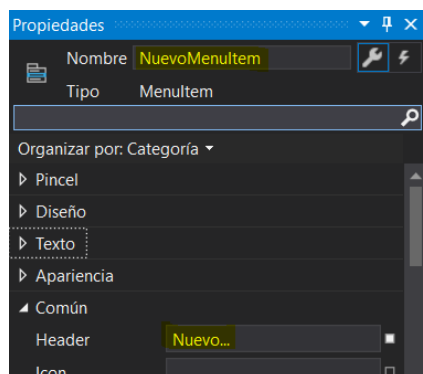 Propiedades
Nombre NuevoMenuItem
Tipo MenuItem
Organizar por: Categoría
Pincel
Diseño
Texto
Apariencia
Común
Header Nuevo...
Icon